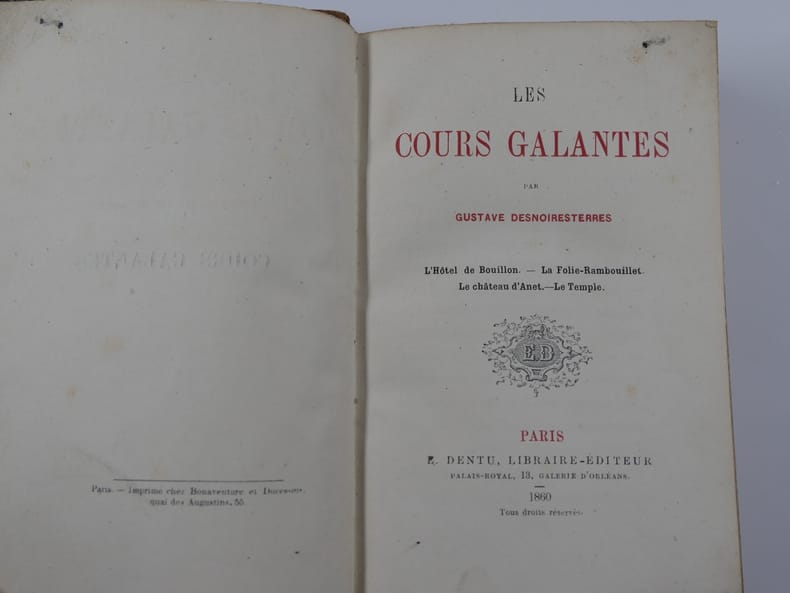 Paris. — Imprimé chez Bonaventure et Ducessois,
quai des Augustins, 55.
LES
COURS GALANTES
PAR
GUSTAVE DESNOIRESTERRES
L'Hôtel de Bouillon. — La Folie-Rambouillet.
Le château d'Anet.—Le Temple.
ED
PARIS
E. DENTU, LIBRAIRE-ÉDITEUR
PALAIS-ROYAL, 13, GALERIE D'ORLÉANS.
1860
Tous droits réservés.